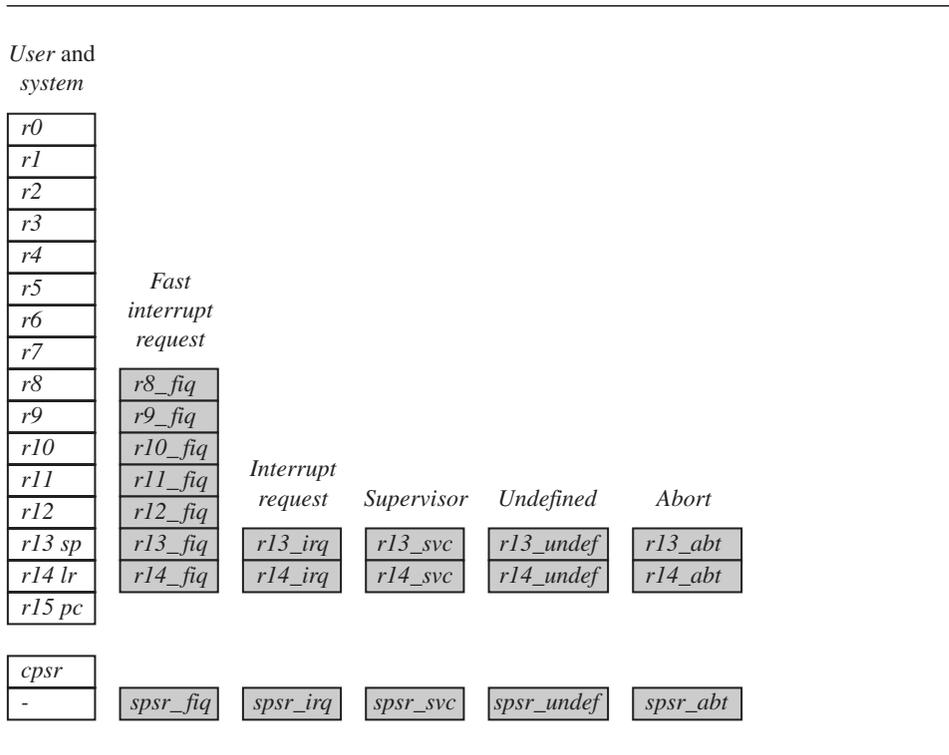 User and
system
r0
r1
r2
r3
r4
r5
r6
r7
r8
r9
r10
r11
r12
r13 sp
r14 lr
r15 pc
cpsr
-
Fast
interrupt
request
r8_fiq
r9_fiq
r10_fiq
r11_fiq
r12_fiq
r13_fiq
r14_fiq
spsr_fiq
Interrupt
request
r13_irq
r14_irq
spsr_irq
Supervisor
r13_svc
r14_svc
spsr_svc
Undefined
r13_undef
r14_undef
spsr_undef
Abort
r13_abt
r14_abt
spsr_abt